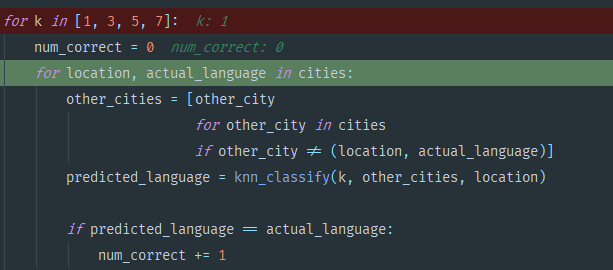 for k in [1, 3, 5, 7]:  k: 1
    num_correct = 0  num_correct: 0
    for location, actual_language in cities:
        other_cities = [other_city
                        for other_city in cities
                        if other_city ≠ (location, actual_language)]
        predicted_language = knn_classify(k, other_cities, location)

        if predicted_language == actual_language:
            num_correct += 1